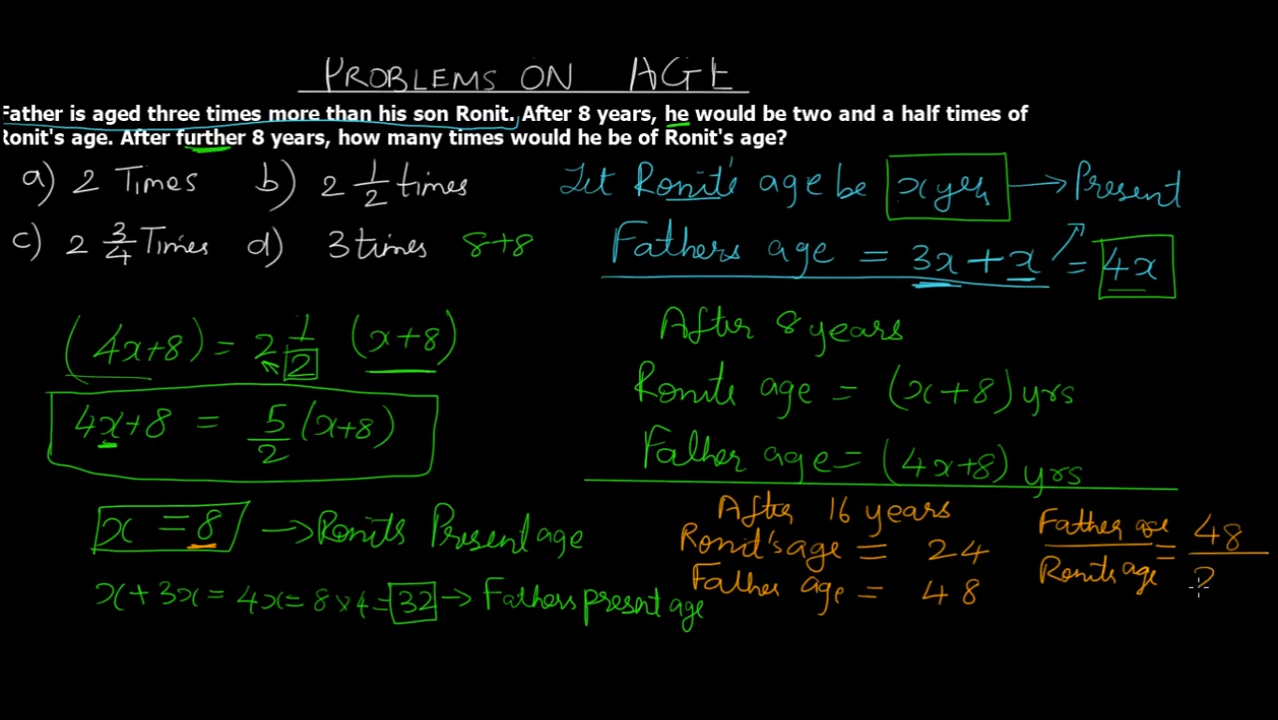 PROBLEMS ON AGE
Father is aged three times more than his son Ronit. After 8 years, he would be two and a half times of
Ronit's age. After further 8 years, how many times would he be of Ronit's age?
a) 2 Times b) 2 1/2 times
c) 2 3/4 Times d) 3 times 8+8
Let Ronit's age be x yrs → Present
Fathers age = 3x + x = 4x
After 8 years
Ronits age = (x+8) yrs
Father age = (4x+8) yrs
(4x+8) = 2 1/2 (x+8)
4x+8 = 5/2 (x+8)
x = 8 → Ronits Present age
x+3x = 4x = 8×4 = 32 → Fathers present age
After 16 years
Ronit's age = 24
Father age = 48
Father age / Ronits age = 48 / 2